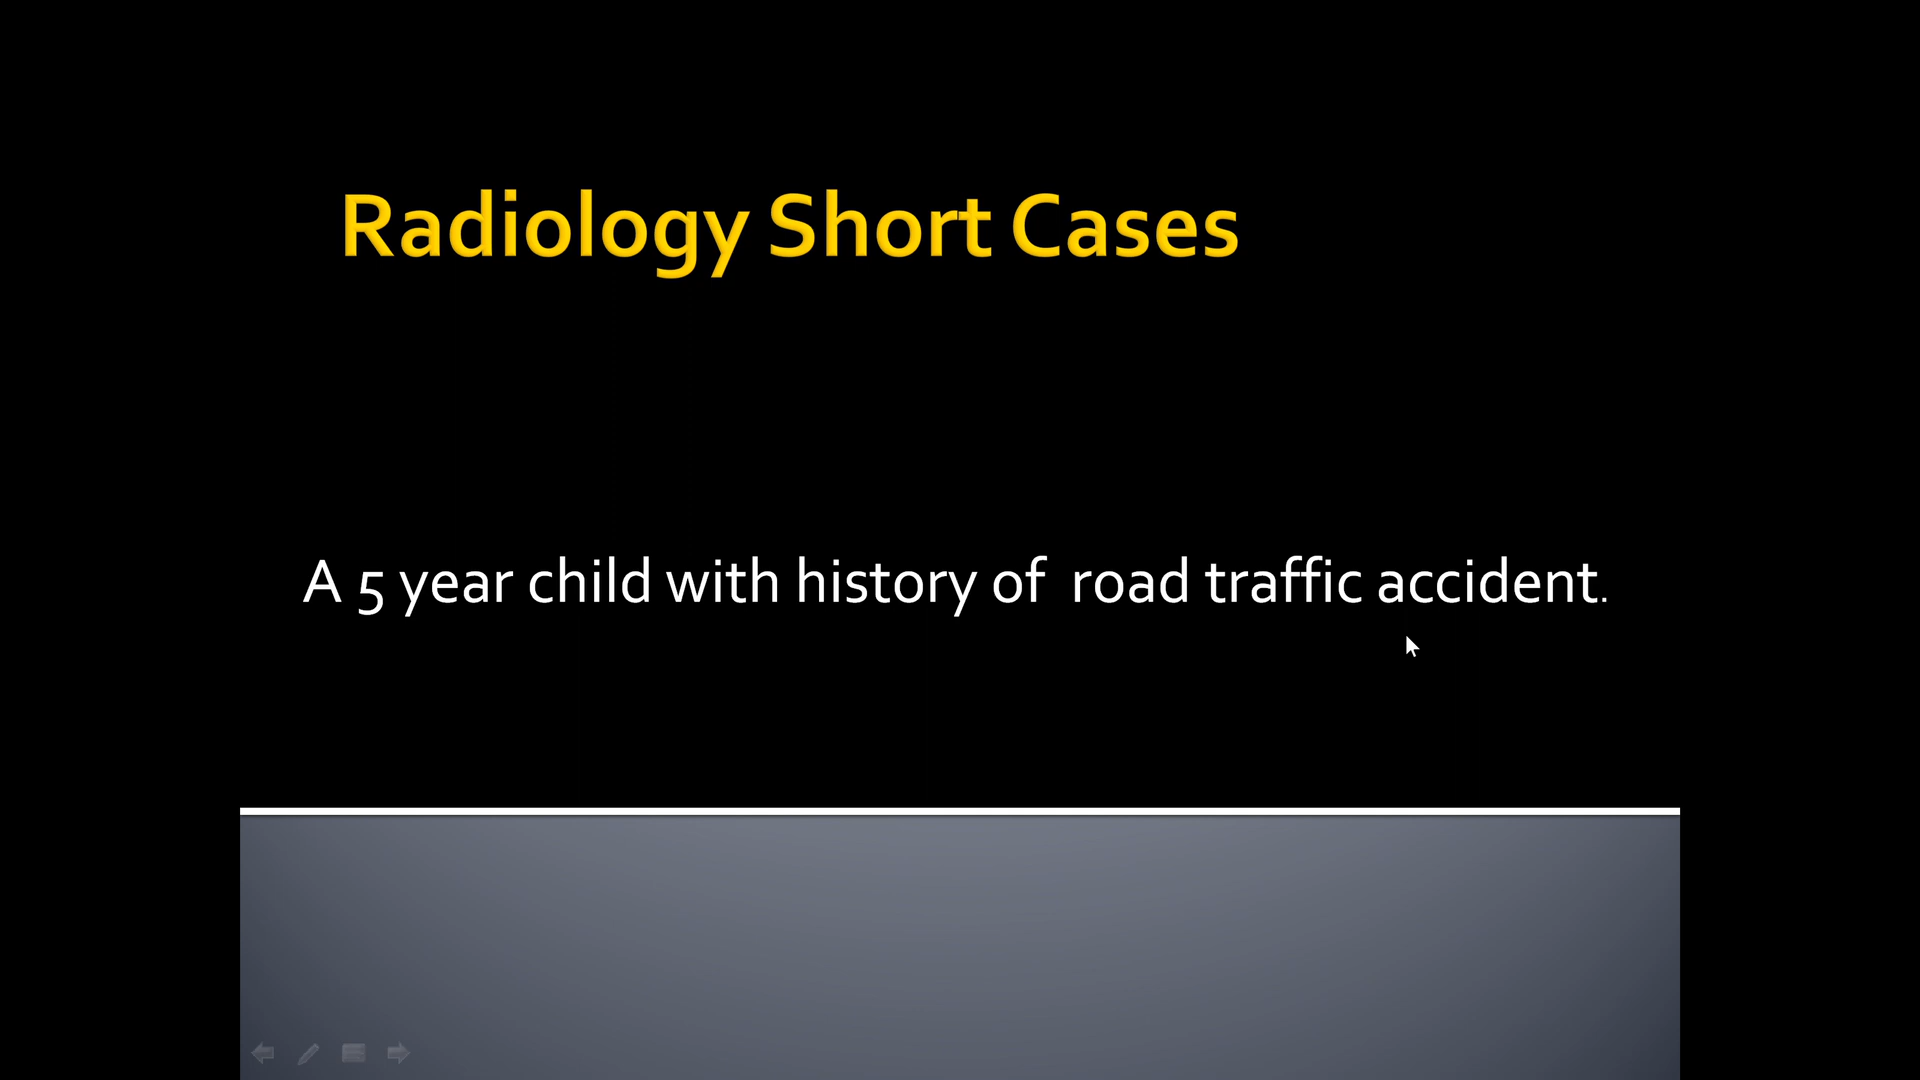 Radiology Short Cases
A 5 year child with history of  road traffic accident.